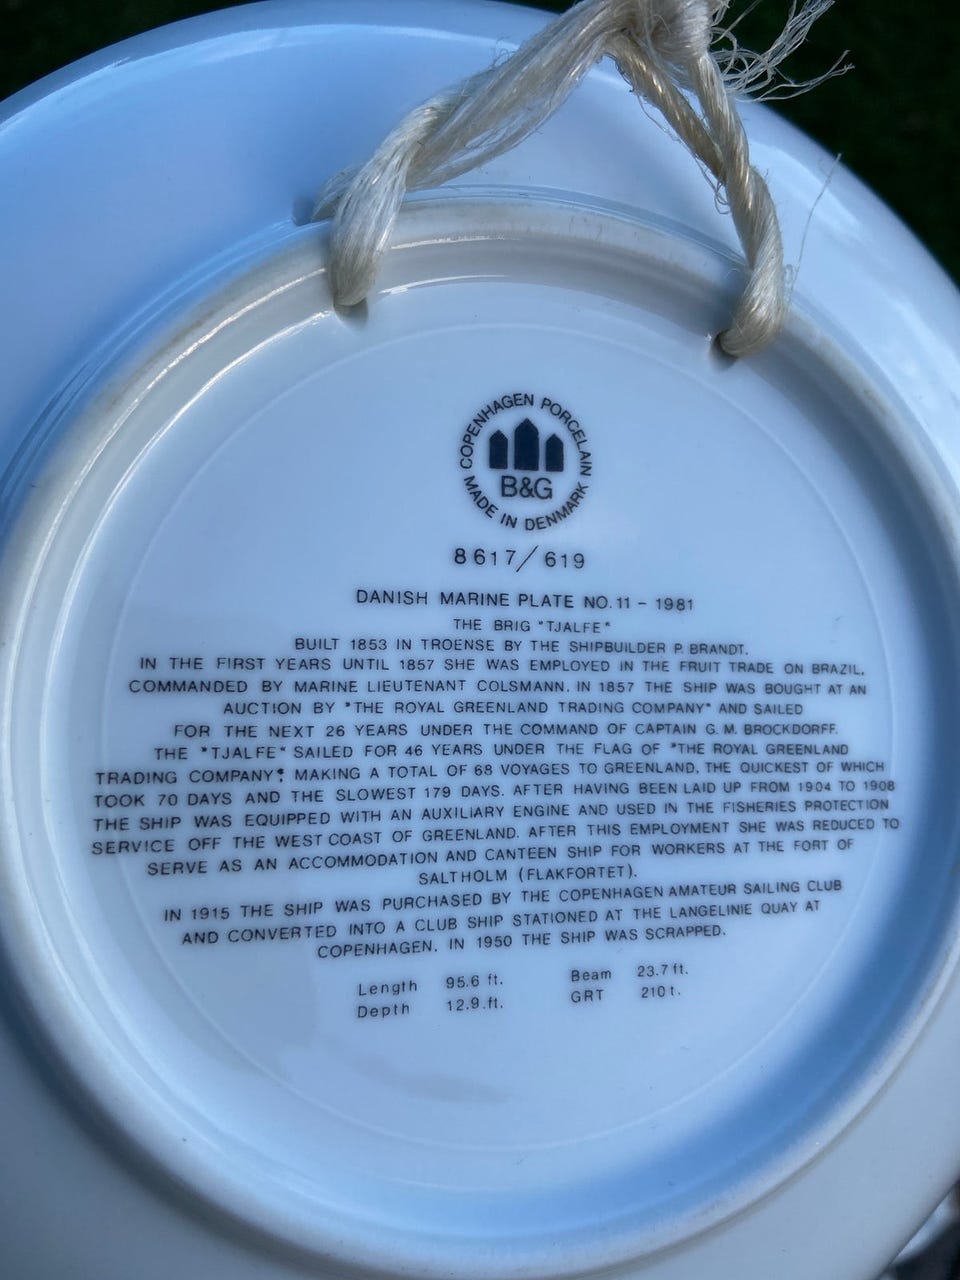 COPENHAGEN PORCELAIN
B&G
MADE IN DENMARK
8617/619
DANISH MARINE PLATE NO. 11 - 1981
THE BRIG "TJALFE"
BUILT 1853 IN TROENSE BY THE SHIPBUILDER P. BRANDT.
IN THE FIRST YEARS UNTIL 1857 SHE WAS EMPLOYED IN THE FRUIT TRADE ON BRAZIL,
COMMANDED BY MARINE LIEUTENANT COLSMANN. IN 1857 THE SHIP WAS BOUGHT AT AN
AUCTION BY "THE ROYAL GREENLAND TRADING COMPANY" AND SAILED
FOR THE NEXT 26 YEARS UNDER THE COMMAND OF CAPTAIN G. M. BROCKDORFF.
THE "TJALFE" SAILED FOR 46 YEARS UNDER THE FLAG OF "THE ROYAL GREENLAND
TRADING COMPANY", MAKING A TOTAL OF 68 VOYAGES TO GREENLAND, THE QUICKEST OF WHICH
TOOK 70 DAYS AND THE SLOWEST 179 DAYS. AFTER HAVING BEEN LAID UP FROM 1904 TO 1908
THE SHIP WAS EQUIPPED WITH AN AUXILIARY ENGINE AND USED IN THE FISHERIES PROTECTION
SERVICE OFF THE WEST COAST OF GREENLAND. AFTER THIS EMPLOYMENT SHE WAS REDUCED TO
SERVE AS AN ACCOMMODATION AND CANTEEN SHIP FOR WORKERS AT THE FORT OF
SALTHOLM (FLAKFORTET).
IN 1915 THE SHIP WAS PURCHASED BY THE COPENHAGEN AMATEUR SAILING CLUB
AND CONVERTED INTO A CLUB SHIP STATIONED AT THE LANGELINIE QUAY AT
COPENHAGEN. IN 1950 THE SHIP WAS SCRAPPED.
Length 95.6 ft. Beam 23.7 ft.
Depth 12.9.ft. GRT 210 t.